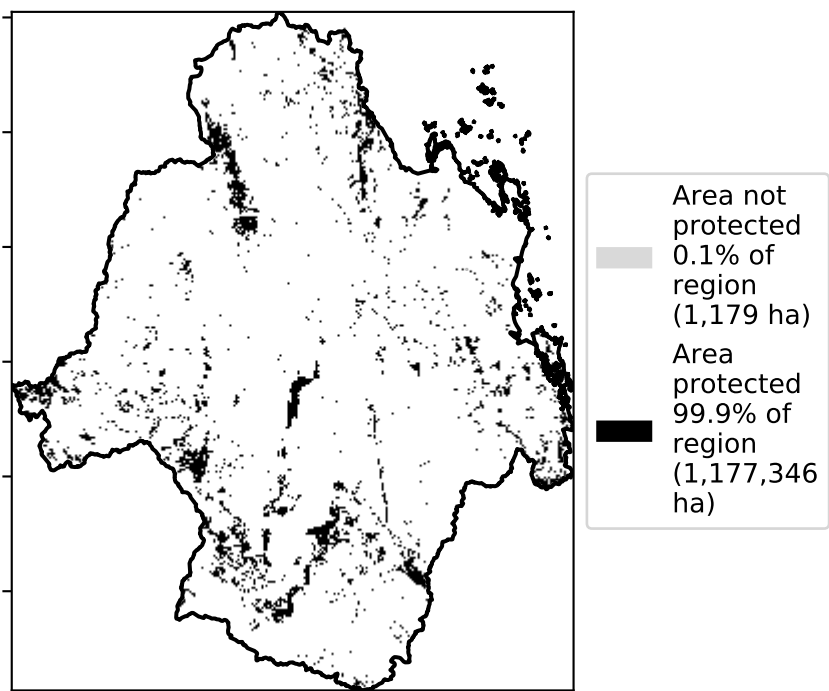 Area not
protected
0.1% of
region
(1,179 ha)
Area
protected
99.9% of
region
(1,177,346
ha)